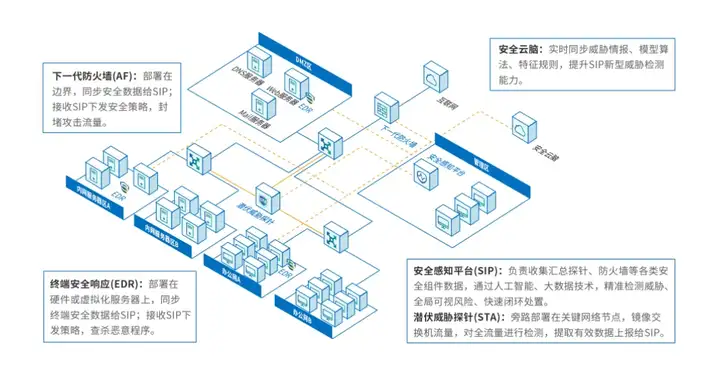 下一代防火墙(AF)：部署在
边界，同步安全数据给SIP；
接收SIP下发安全策略，封
堵攻击流量。
DMZ区
DNS服务器
Web服务器
EDR
Mail服务器
互联网
下一代防火墙
安全云脑：实时同步威胁情报、模型算
法、特征规则，提升SIP新型威胁检测
能力。
安全云脑
管理区
安全感知平台
潜伏威胁探针
内网服务器区A
EDR
内网服务器区B
办公网A
EDR
办公网B
终端安全响应(EDR)：部署在
硬件或虚拟化服务器上，同步
终端安全数据给SIP；接收SIP下
发策略，查杀恶意程序。
安全感知平台(SIP)：负责收集汇总探针、防火墙等各类安
全组件数据，通过人工智能、大数据技术，精准检测威胁、
全局可视风险、快速闭环处置。
潜伏威胁探针(STA)：旁路部署在关键网络节点，镜像交
换机流量，对全流量进行检测，提取有效数据上报给SIP。